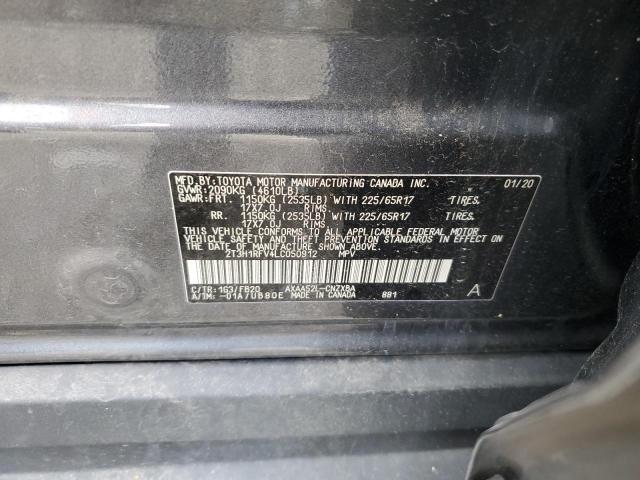 MFD.BY:TOYOTA MOTOR MANUFACTURING CANADA INC. 01/20
GVWR:2090KG (4610LB)
GAWR:FRT. 1150KG (2535LB) WITH 225/65R17 TIRES,
17X7.0J RIMS
RR. 1150KG (2535LB) WITH 225/65R17 TIRES,
17X7.0J RIMS
THIS VEHICLE CONFORMS TO ALL APPLICABLE FEDERAL MOTOR
VEHICLE SAFETY AND THEFT PREVENTION STANDARDS IN EFFECT ON
THE DATE OF MANUFACTURE SHOWN ABOVE.
2T3H1RFV4LC050912 MPV
C/TR:1G3/FB20 AXAA52L-CNZXBA
A/TM: -01A/UB80E MADE IN CANADA 881 A